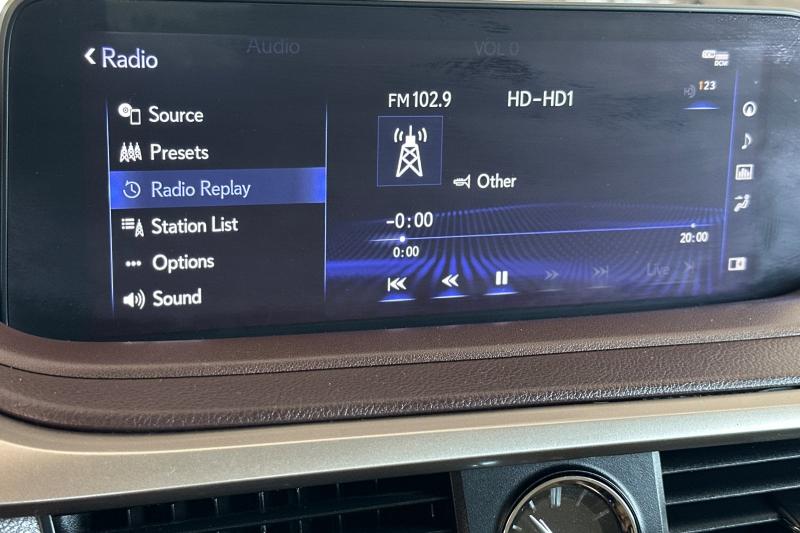 Audio
VOL 0
Radio
DCM
FM 102.9
HD-HD1
123
Source
Presets
Radio Replay
Station List
Options
Sound
Other
-0:00
0:00
20:00
Live